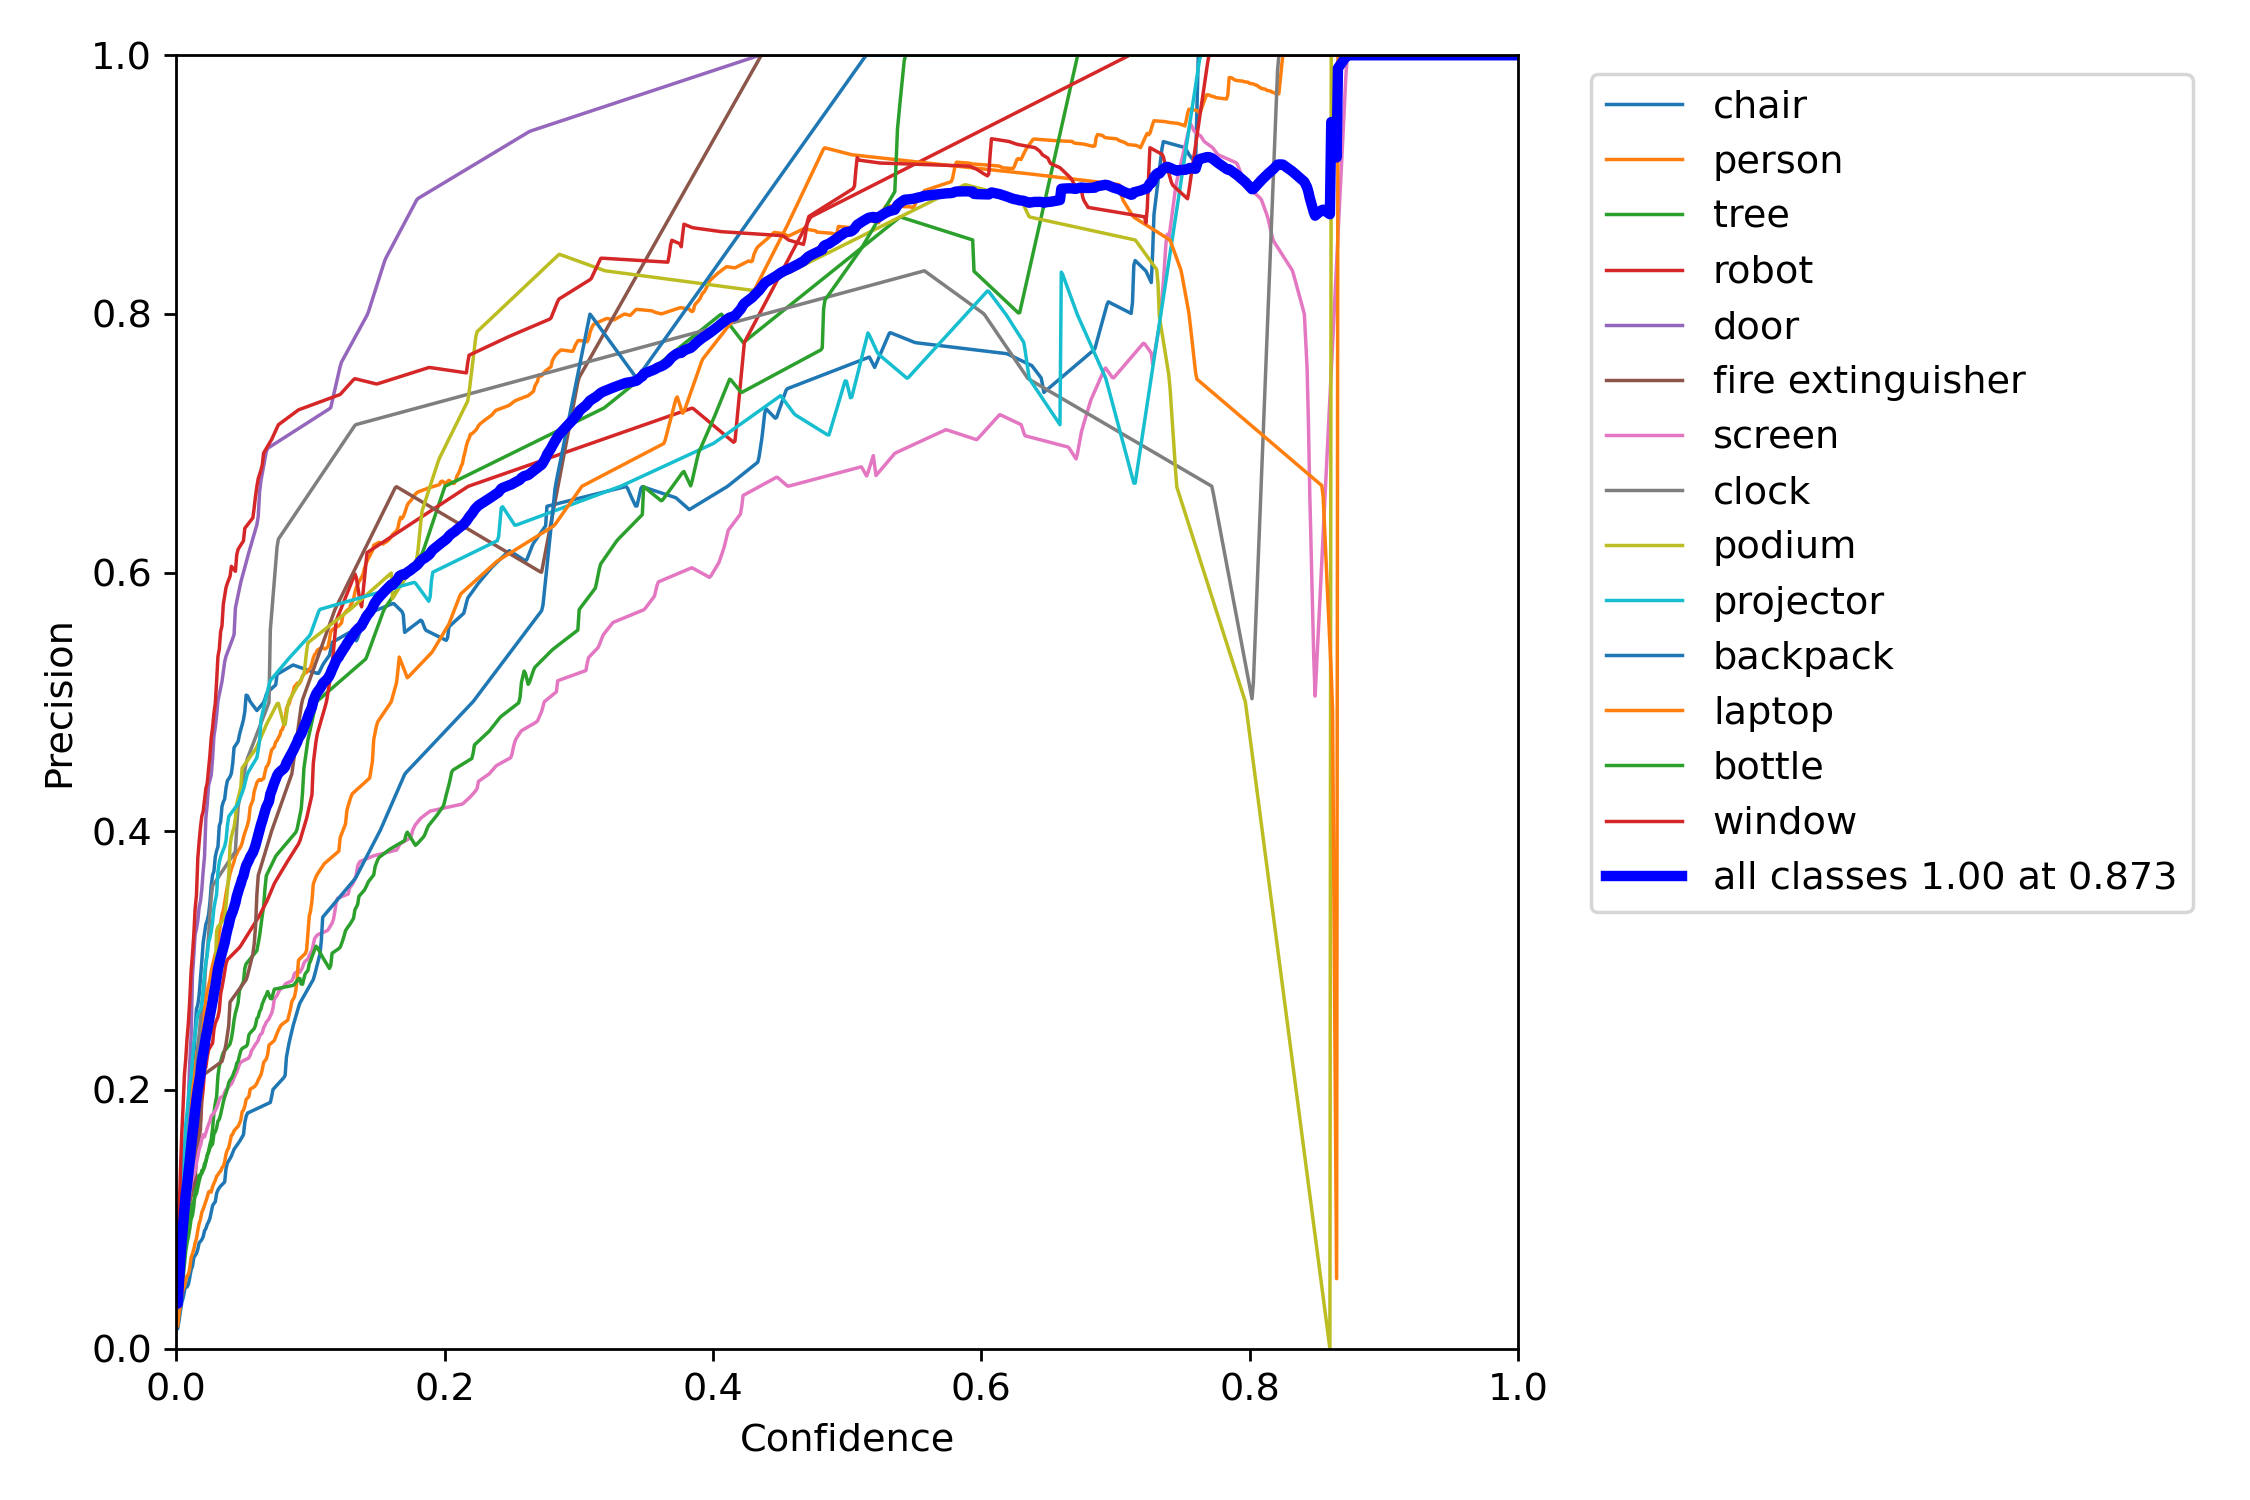 1.0
0.8
0.6
0.4
0.2
0.0
Precision
0.0 0.2 0.4 0.6 0.8 1.0
Confidence
chair
person
tree
robot
door
fire extinguisher
screen
clock
podium
projector
backpack
laptop
bottle
window
all classes 1.00 at 0.873